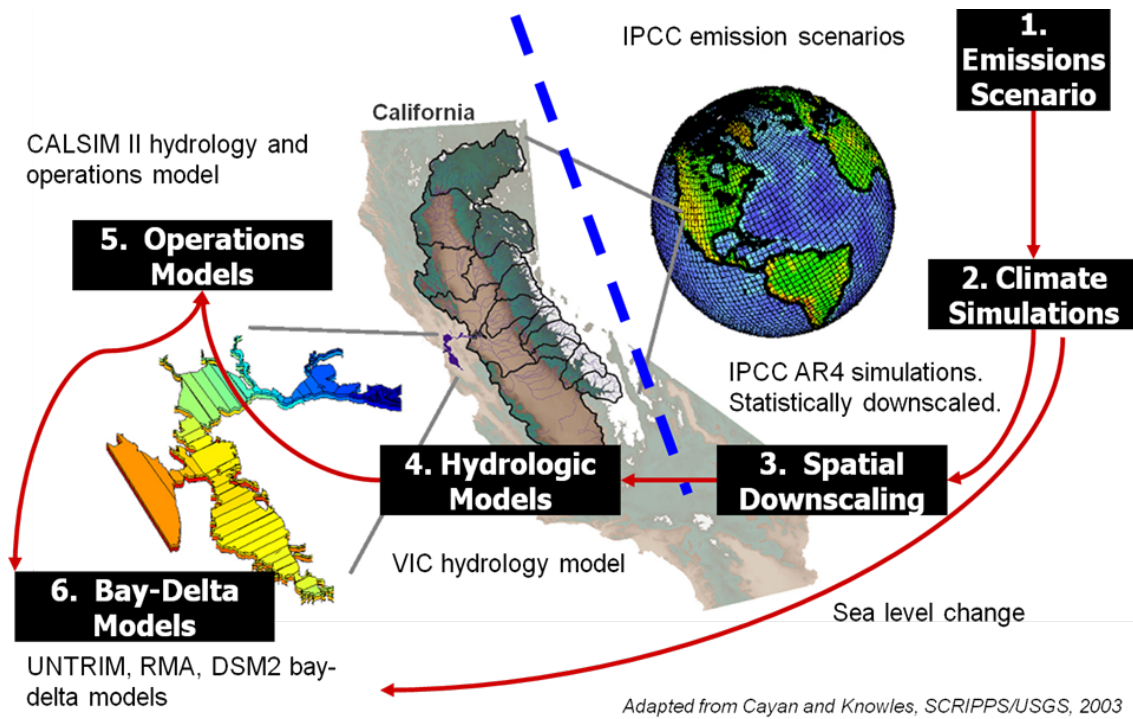 IPCC emission scenarios
1.
Emissions
Scenario
California
CALSIM II hydrology and
operations model
5. Operations
Models
2. Climate
Simulations
IPCC AR4 simulations.
Statistically downscaled.
4. Hydrologic
Models
3. Spatial
Downscaling
VIC hydrology model
6. Bay-Delta
Models
Sea level change
UNTRIM, RMA, DSM2 bay-
delta models
Adapted from Cayan and Knowles, SCRIPPS/USGS, 2003